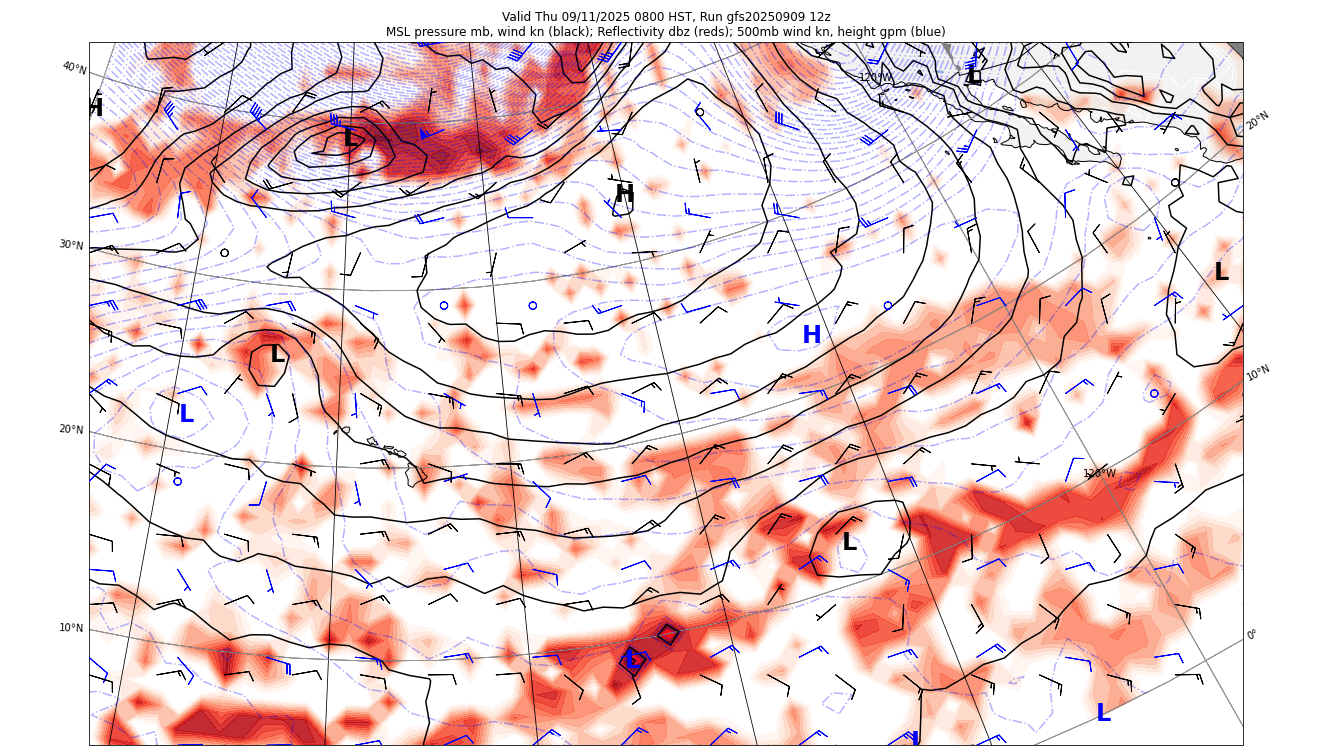 Valid Thu 09/11/2025 0800 HST, Run gfs20250909 12z
MSL pressure mb, wind kn (black); Reflectivity dbz (reds); 500mb wind kn, height gpm (blue)
40°N
120°W
L
20°N
H
L
H
30°N
L
H
L
10°N
L
20°N
120°W
L
10°N
0°
L
L
L